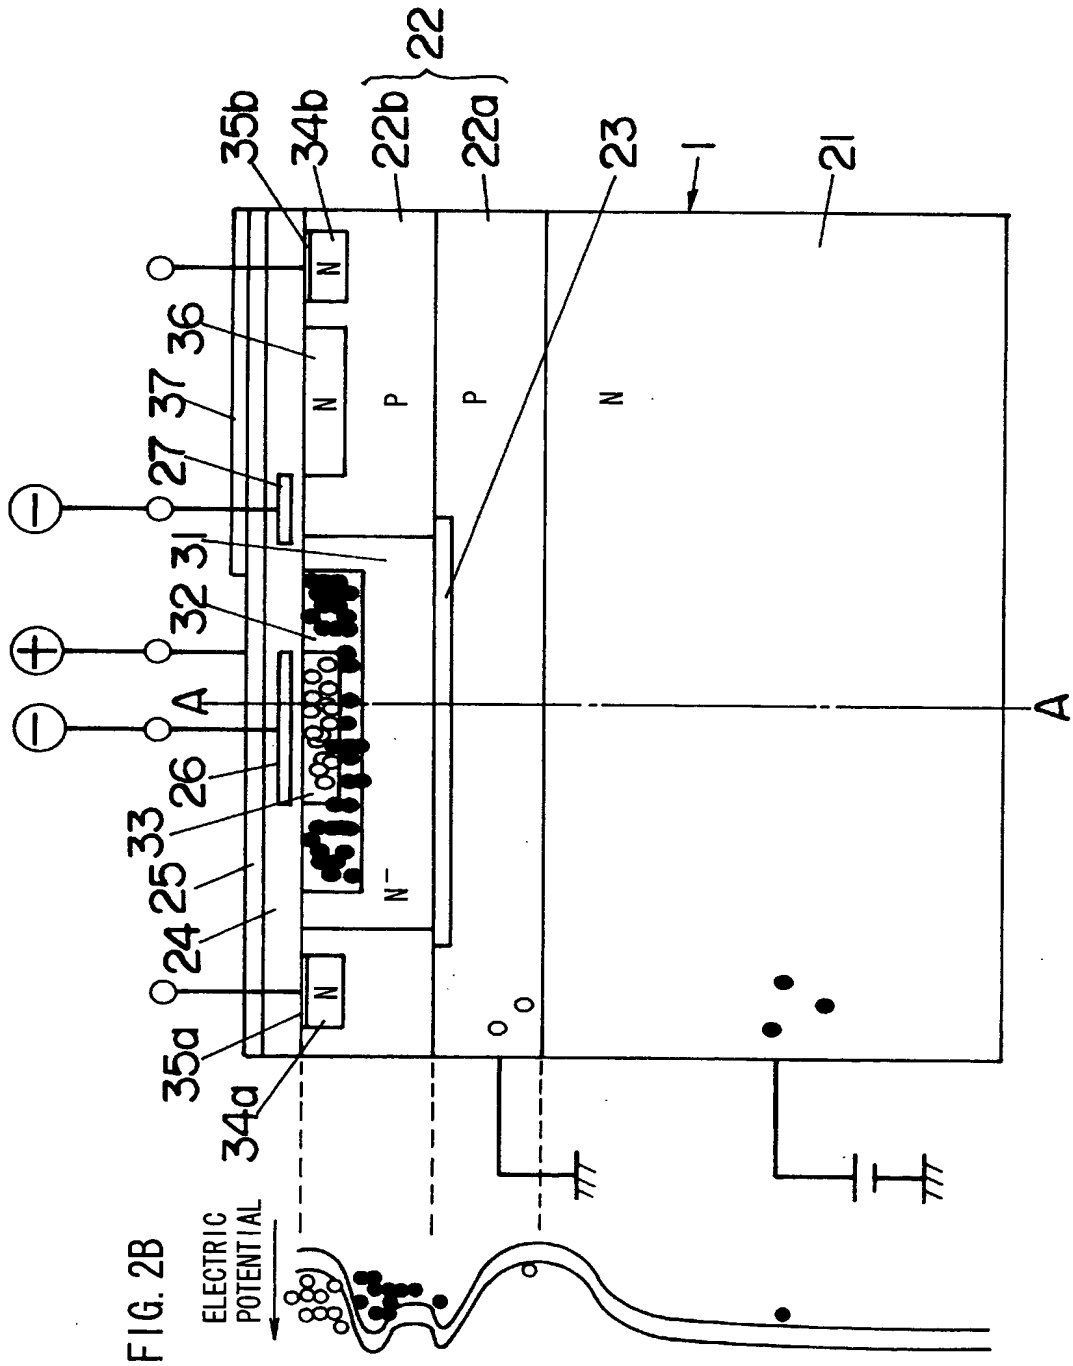 FIG. 2B
ELECTRIC
POTENTIAL
34a
35a
24
25
33
26
A
32
31
27
37
36
35b
34b
22b
22a
22
23
1
21
N
N
N
N⁻
P
P
N
A
−
+
−